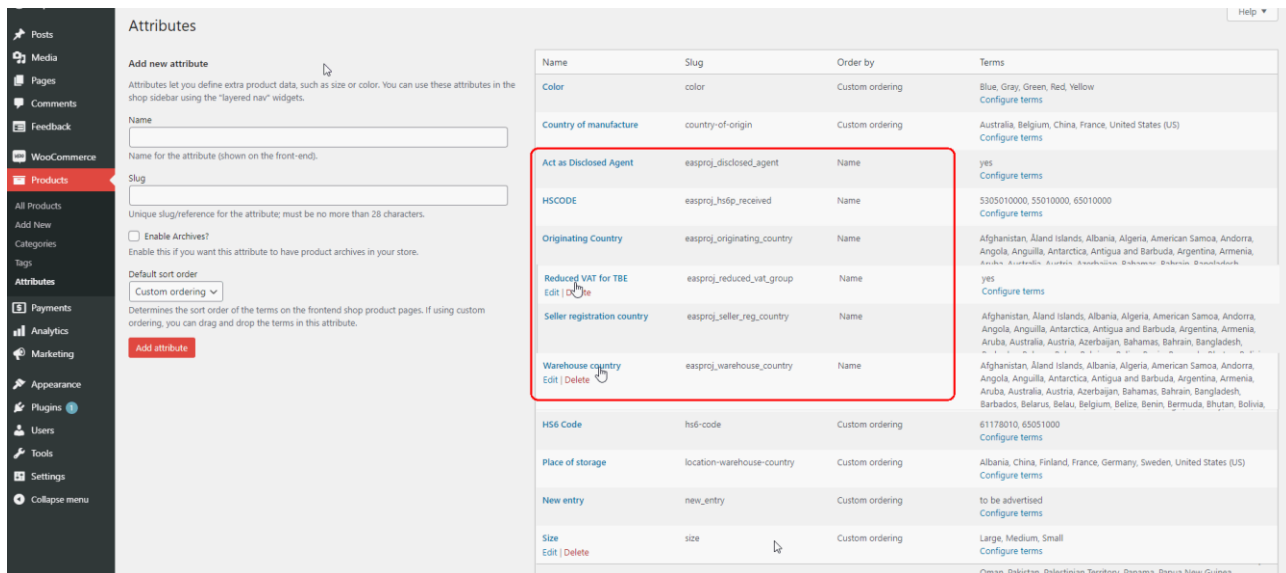 Help ▼
Posts
Media
Pages
Comments
Feedback
WooCommerce
Products
All Products
Add New
Categories
Tags
Attributes
Payments
Analytics
Marketing
Appearance
Plugins 1
Users
Tools
Settings
Collapse menu
Attributes
Add new attribute
Attributes let you define extra product data, such as size or color. You can use these attributes in the
shop sidebar using the "layered nav" widgets.
Name
Name for the attribute (shown on the front-end).
Slug
Unique slug/reference for the attribute; must be no more than 28 characters.
Enable Archives?
Enable this if you want this attribute to have product archives in your store.
Default sort order
Custom ordering
Determines the sort order of the terms on the frontend shop product pages. If using custom
ordering, you can drag and drop the terms in this attribute.
Add attribute
Name Slug Order by Terms
Color color Custom ordering Blue, Gray, Green, Red, Yellow
Configure terms
Country of manufacture country-of-origin Custom ordering Australia, Belgium, China, France, United States (US)
Configure terms
Act as Disclosed Agent easproj_disclosed_agent Name yes
Configure terms
HSCODE easproj_hs6p_received Name 5305010000, 55010000, 65010000
Configure terms
Originating Country easproj_originating_country Name Afghanistan, Åland Islands, Albania, Algeria, American Samoa, Andorra,
Angola, Anguilla, Antarctica, Antigua and Barbuda, Argentina, Armenia,
Aruba, Australia, Austria, Azerbaijan, Bahamas, Bahrain, Bangladesh,
Reduced VAT for TBE easproj_reduced_vat_group Name yes
Edit | Delete Configure terms
Seller registration country easproj_seller_reg_country Name Afghanistan, Åland Islands, Albania, Algeria, American Samoa, Andorra,
Angola, Anguilla, Antarctica, Antigua and Barbuda, Argentina, Armenia,
Aruba, Australia, Austria, Azerbaijan, Bahamas, Bahrain, Bangladesh,
Warehouse country easproj_warehouse_country Name Afghanistan, Åland Islands, Albania, Algeria, American Samoa, Andorra,
Edit | Delete Angola, Anguilla, Antarctica, Antigua and Barbuda, Argentina, Armenia,
Aruba, Australia, Austria, Azerbaijan, Bahamas, Bahrain, Bangladesh,
Barbados, Belarus, Belau, Belgium, Belize, Benin, Bermuda, Bhutan, Bolivia,
HS6 Code hs6-code Custom ordering 61178010, 65051000
Configure terms
Place of storage location-warehouse-country Custom ordering Albania, China, Finland, France, Germany, Sweden, United States (US)
Configure terms
New entry new_entry Custom ordering to be advertised
Configure terms
Size size Custom ordering Large, Medium, Small
Edit | Delete Configure terms
Oman, Pakistan, Palestinian Territory, Panama, Papua New Guinea,